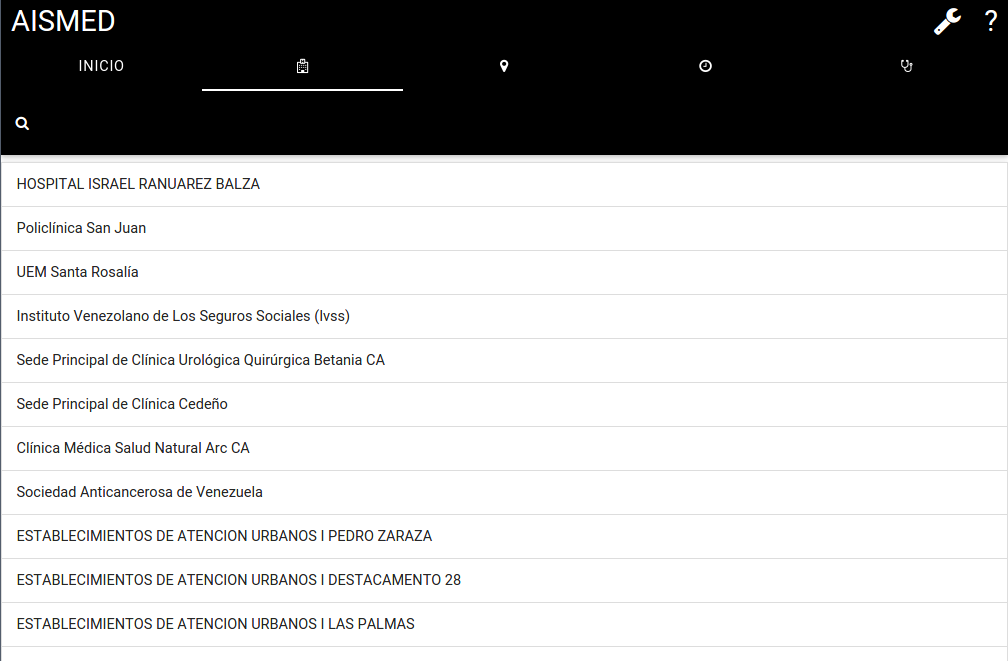 AISMED
?
INICIO
HOSPITAL ISRAEL RANUAREZ BALZA
Policlínica San Juan
UEM Santa Rosalía
Instituto Venezolano de Los Seguros Sociales (Ivss)
Sede Principal de Clínica Urológica Quirúrgica Betania CA
Sede Principal de Clínica Cedeño
Clínica Médica Salud Natural Arc CA
Sociedad Anticancerosa de Venezuela
ESTABLECIMIENTOS DE ATENCION URBANOS I PEDRO ZARAZA
ESTABLECIMIENTOS DE ATENCION URBANOS I DESTACAMENTO 28
ESTABLECIMIENTOS DE ATENCION URBANOS I LAS PALMAS